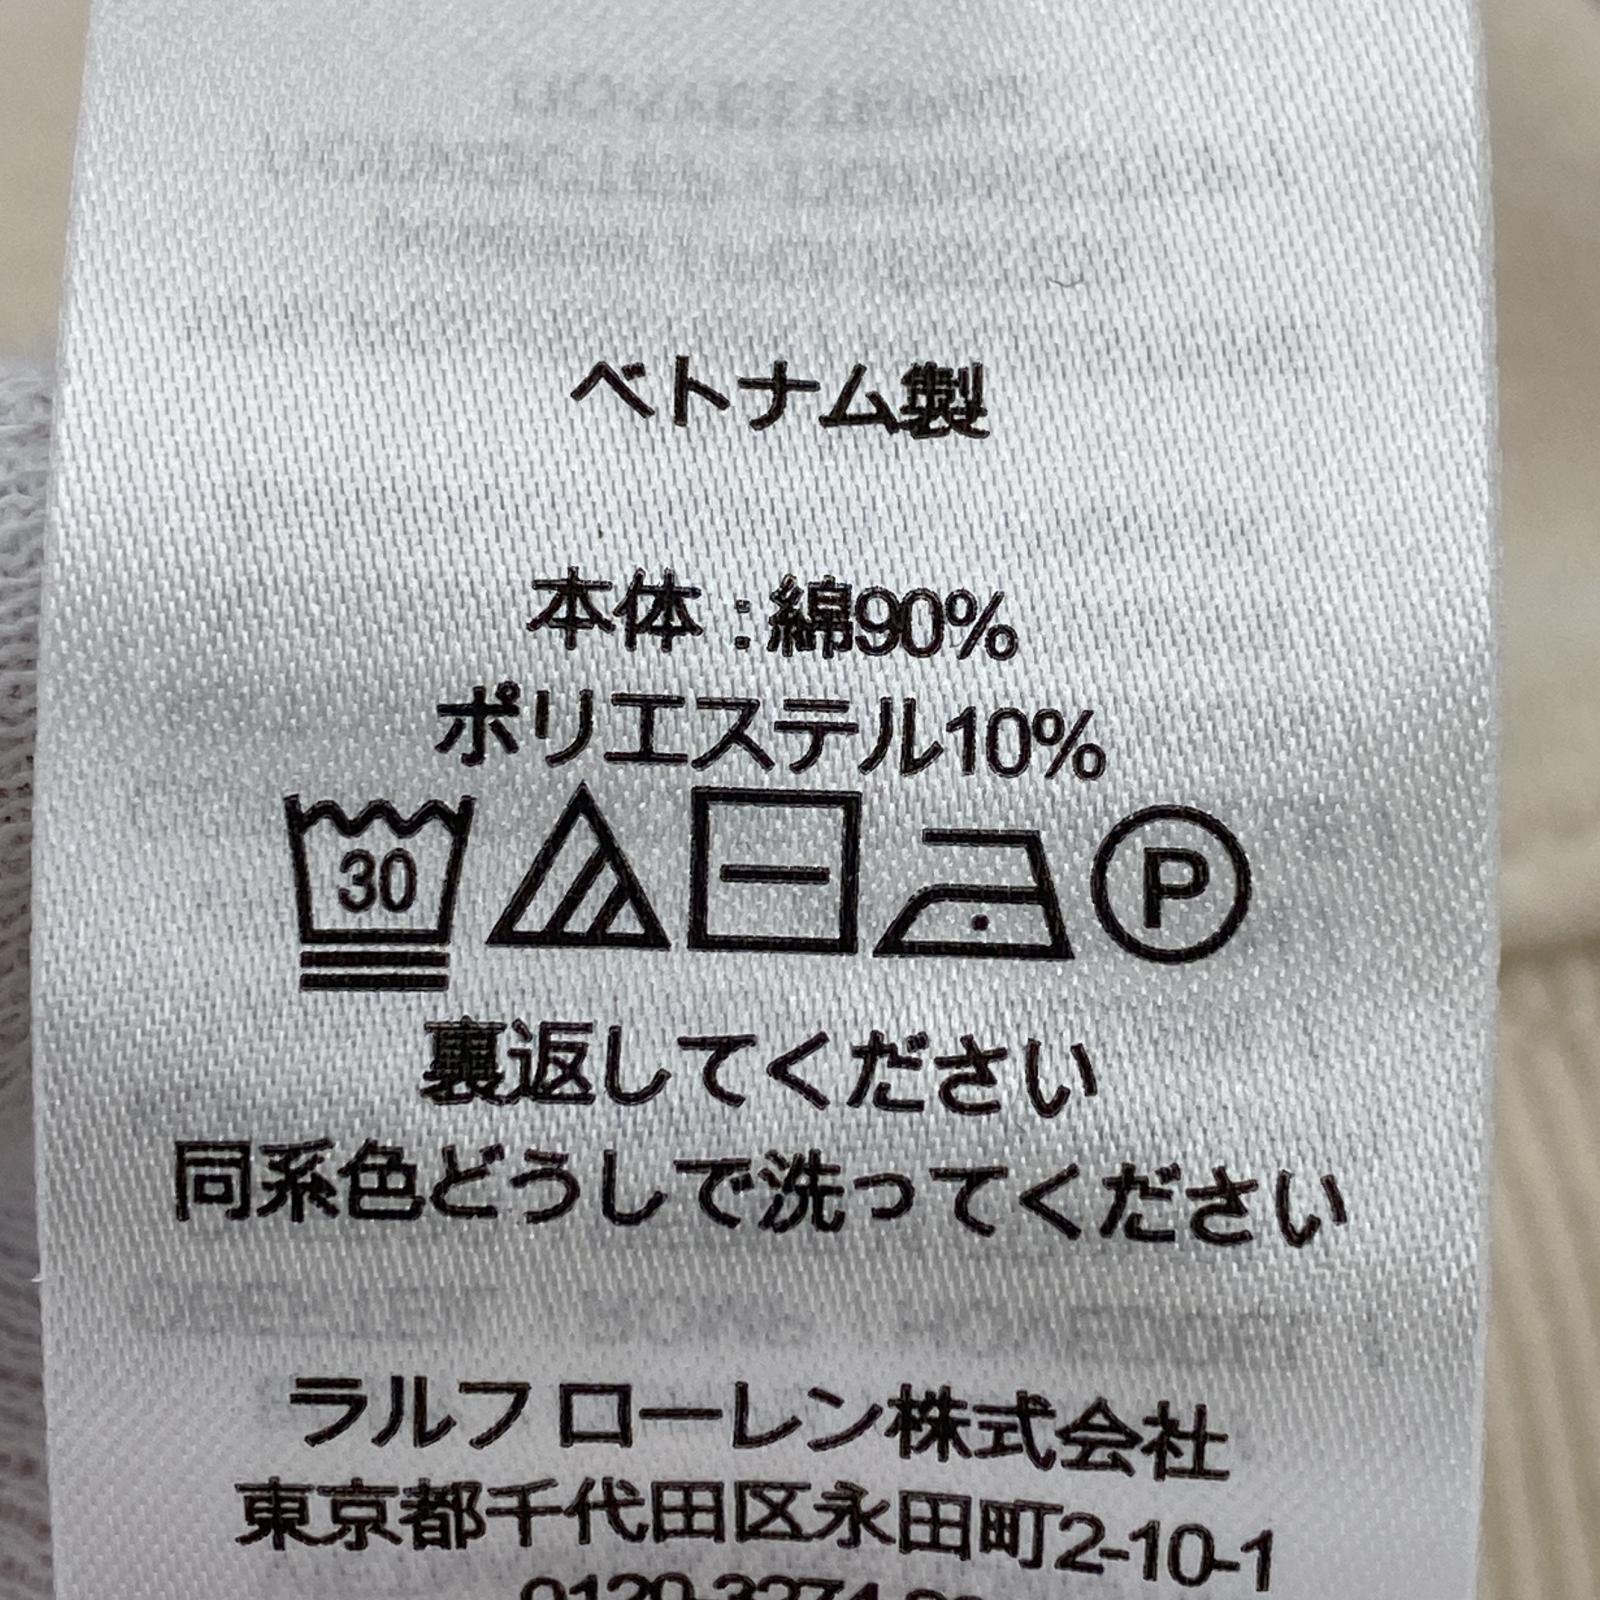 ベトナム製
本体:綿90%
ポリエステル10%
30 P
裏返してください
同系色どうしで洗ってください
ラルフ ローレン株式会社
東京都千代田区永田町2-10-1
0120-3274-20